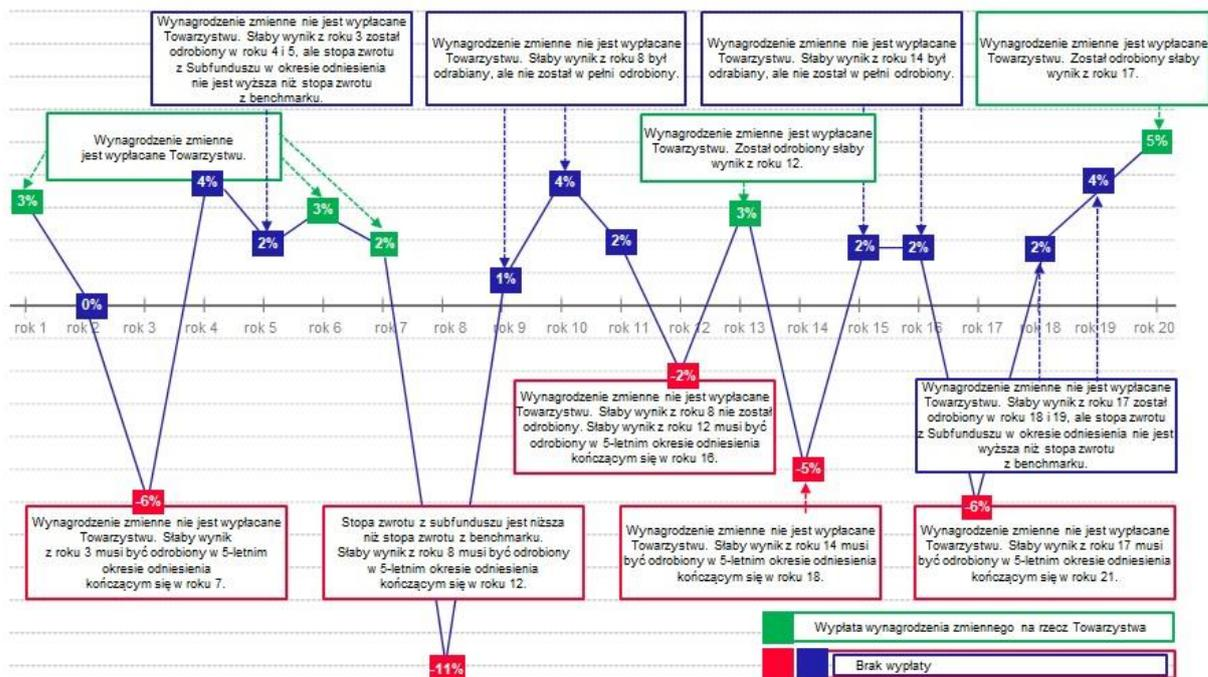 Wynagrodzenie zmienne nie jest wypłacane
Towarzystwu. Słaby wynik z roku 3 został
odrobiony w roku 4 i 5, ale stopa zwrotu
z Subfunduszu w okresie odniesienia
nie jest wyższa niż stopa zwrotu
z benchmarku.
Wynagrodzenie zmienne nie jest wypłacane
Towarzystwu. Słaby wynik z roku 8 był
odrabiany, ale nie został w pełni odrobiony.
Wynagrodzenie zmienne nie jest wypłacane
Towarzystwu. Słaby wynik z roku 14 był
odrabiany, ale nie został w pełni odrobiony.
Wynagrodzenie zmienne jest wypłacane
Towarzystwu. Został odrobiony słaby
wynik z roku 17.
Wynagrodzenie zmienne
jest wypłacane Towarzystwu.
Wynagrodzenie zmienne jest wypłacane
Towarzystwu. Został odrobiony słaby
wynik z roku 12.
3%
0%
-6%
4%
2%
3%
2%
-11%
1%
4%
2%
-2%
3%
-5%
2%
2%
-6%
2%
4%
5%
rok 1
rok 2
rok 3
rok 4
rok 5
rok 6
rok 7
rok 8
rok 9
rok 10
rok 11
rok 12
rok 13
rok 14
rok 15
rok 16
rok 17
rok 18
rok 19
rok 20
Wynagrodzenie zmienne nie jest wypłacane
Towarzystwu. Słaby wynik z roku 8 nie został
odrobiony. Słaby wynik z roku 12 musi być
odrobiony w 5-letnim okresie odniesienia
kończącym się w roku 16.
Wynagrodzenie zmienne nie jest wypłacane
Towarzystwu. Słaby wynik z roku 17 został
odrobiony w roku 18 i 19, ale stopa zwrotu
z Subfunduszu w okresie odniesienia nie jest
wyższa niż stopa zwrotu
z benchmarku.
Wynagrodzenie zmienne nie jest wypłacane
Towarzystwu. Słaby wynik
z roku 3 musi być odrobiony w 5-letnim
okresie odniesienia
kończącym się w roku 7.
Stopa zwrotu z subfunduszu jest niższa
niż stopa zwrotu z benchmarku.
Słaby wynik z roku 8 musi być odrobiony
w 5-letnim okresie odniesienia
kończącym się w roku 12.
Wynagrodzenie zmienne nie jest wypłacane
Towarzystwu. Słaby wynik z roku 14 musi
być odrobiony w 5-letnim okresie odniesienia
kończącym się w roku 18.
Wynagrodzenie zmienne nie jest wypłacane
Towarzystwu. Słaby wynik z roku 17 musi
być odrobiony w 5-letnim okresie odniesienia
kończącym się w roku 21.
Wypłata wynagrodzenia zmiennego na rzecz Towarzystwa
Brak wypłaty